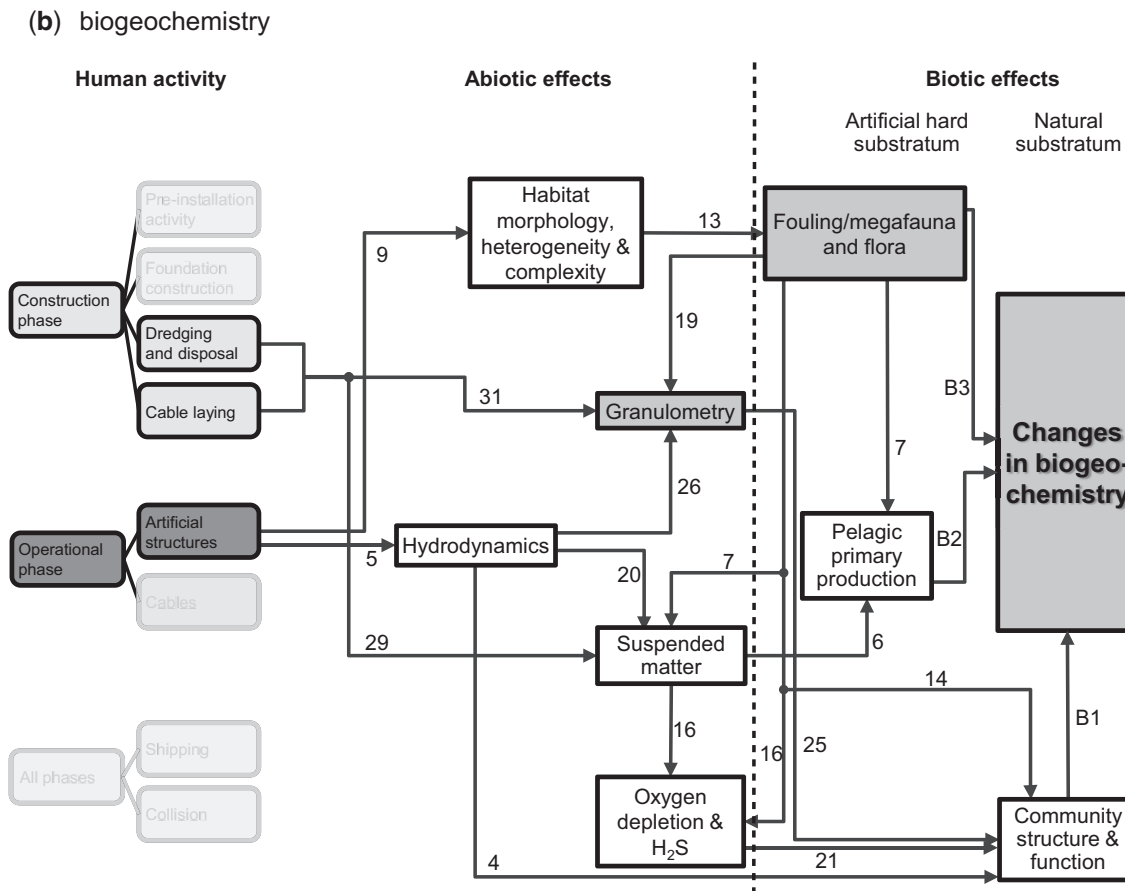 (b) biogeochemistry
Human activity
Abiotic effects
Biotic effects
Artificial hard
substratum
Natural
substratum
Pre-installation
activity
Foundation
construction
Construction
phase
Dredging
and disposal
Cable laying
Operational
phase
Artificial
structures
Cables
All phases
Shipping
Collision
9
Habitat
morphology,
heterogeneity &
complexity
13
Fouling/megafauna
and flora
19
31
Granulometry
26
5
Hydrodynamics
20
7
29
Suspended
matter
6
16
Oxygen
depletion &
H2S
16
25
4
21
7
Pelagic
primary
production
B2
B3
Changes
in biogeo-
chemistry
14
B1
Community
structure &
function